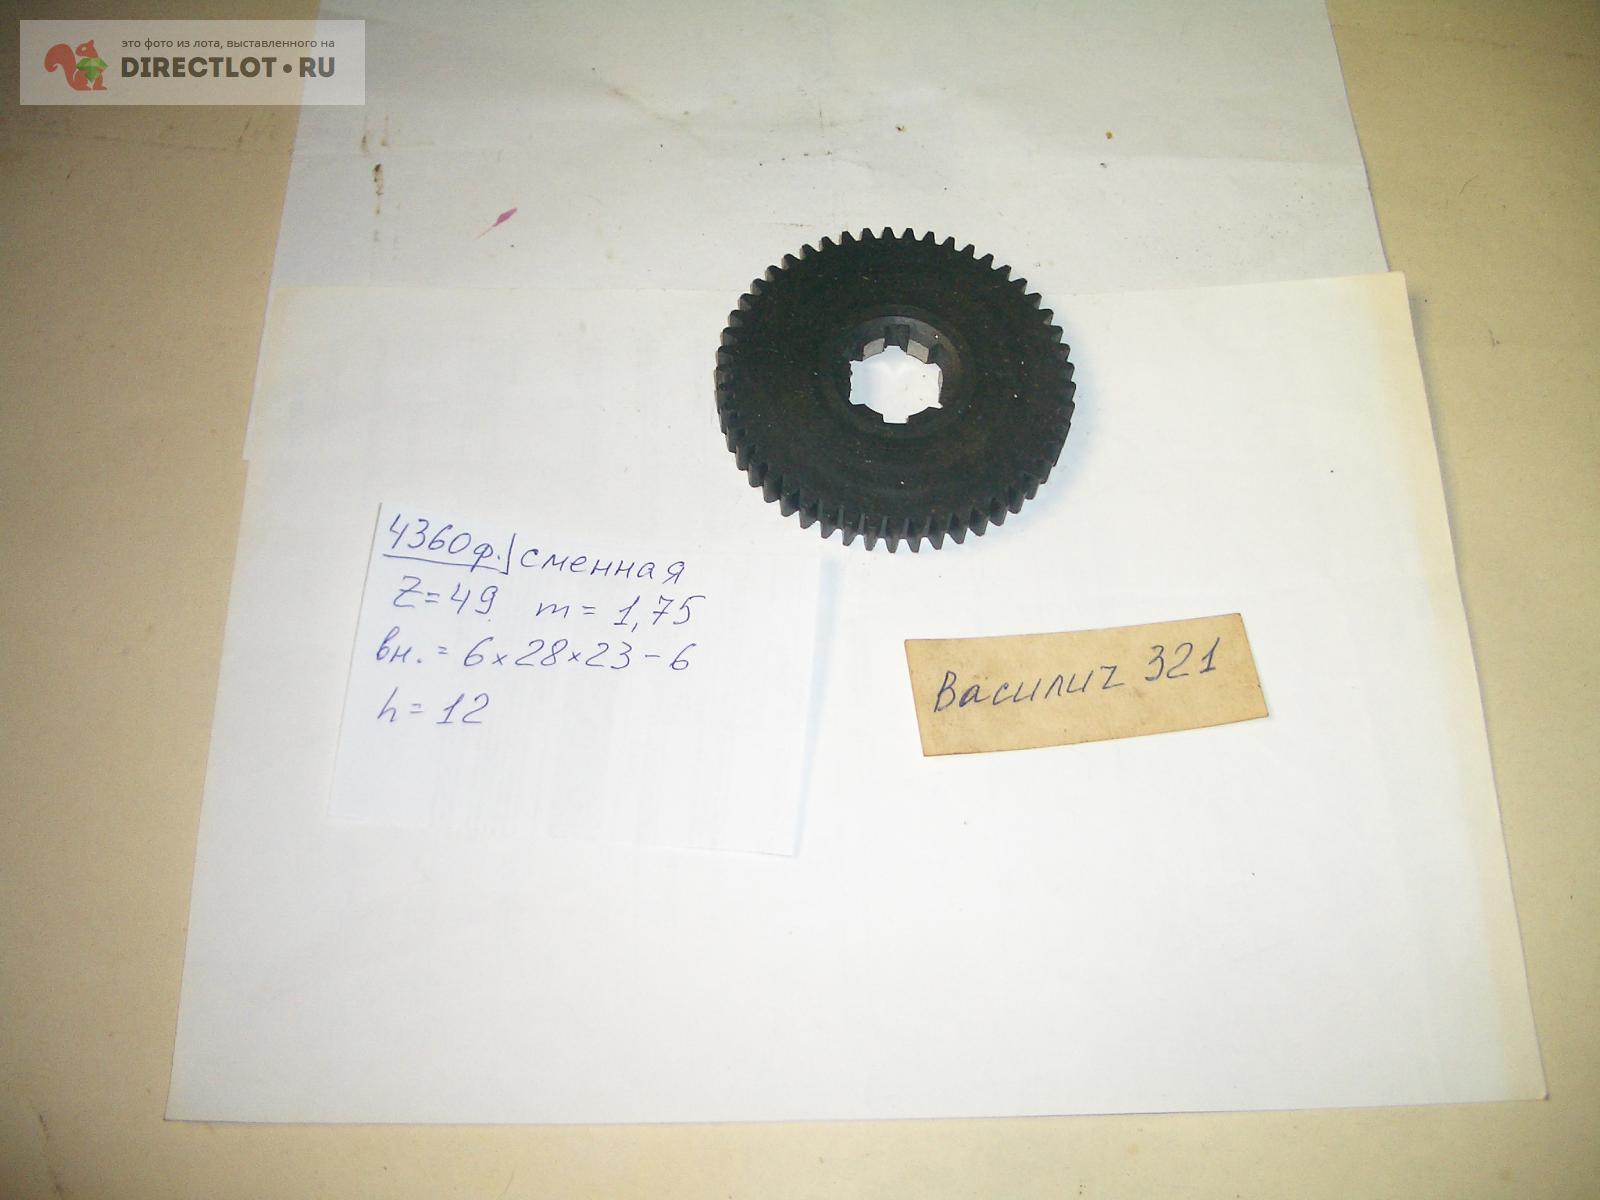 это фото из лота, выставленного на
DIRECTLOT.RU
4360ф. сменная
Z=49 m=1,75
вн.=6×28×23-6
h=12
Василич 321